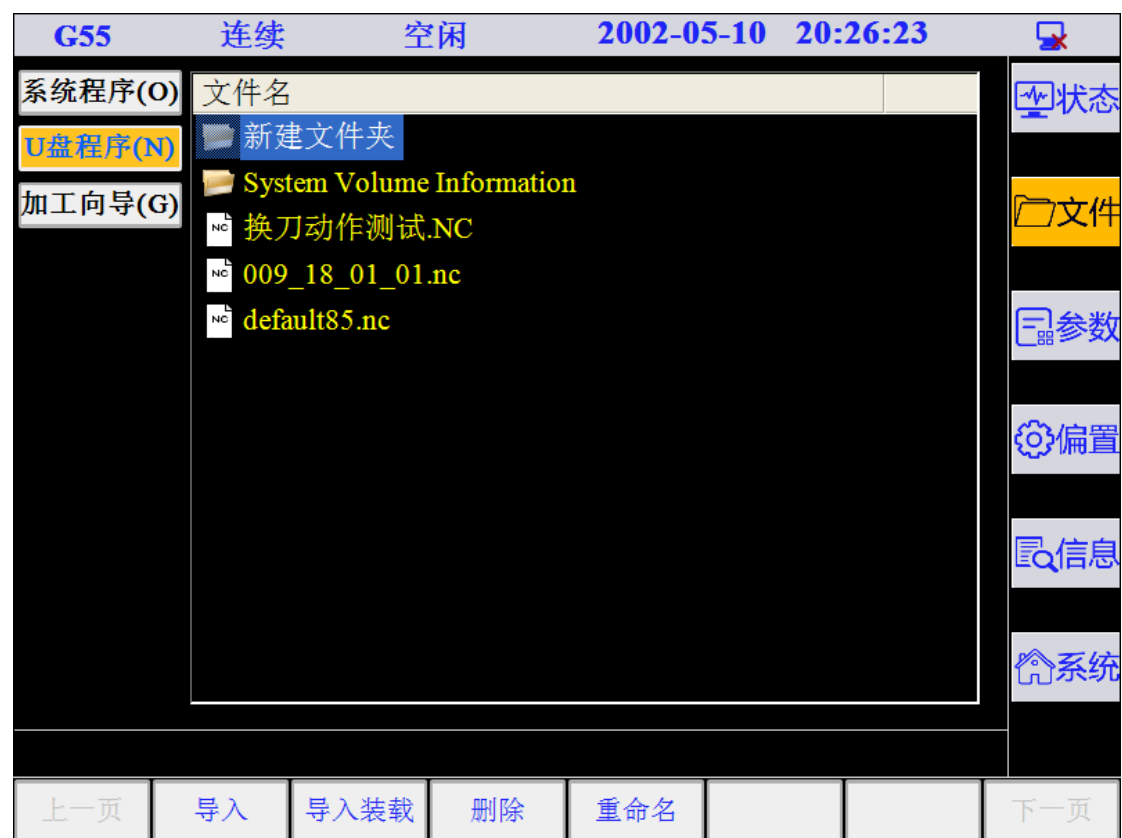 G55 连续 空闲 2002-05-10 20:26:23
系统程序(O)
U盘程序(N)
加工向导(G)
文件名
新建文件夹
System Volume Information
NC 换刀动作测试.NC
NC 009_18_01_01.nc
NC default85.nc
状态
文件
参数
偏置
信息
系统
上一页 导入 导入装载 删除 重命名 下一页